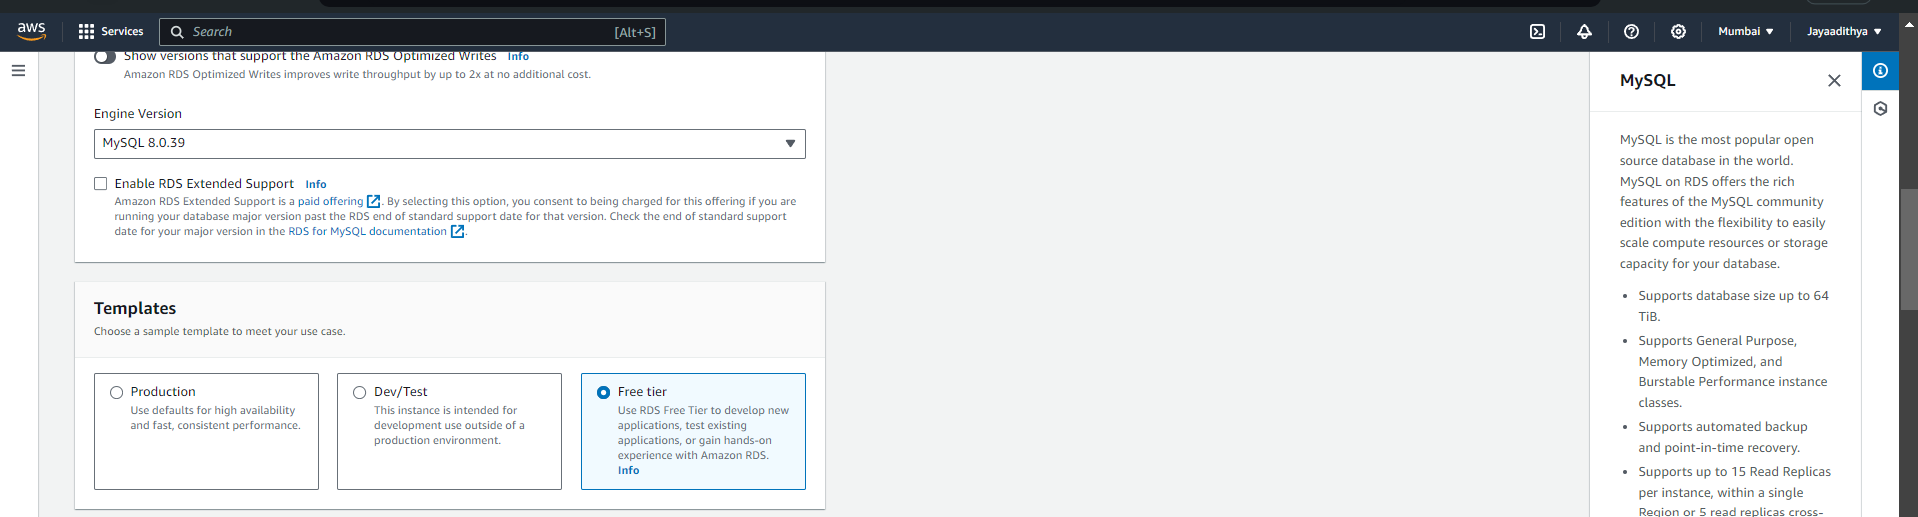 aws
Services
Search
[Alt+S]
Mumbai
Jayaadithya
Show versions that support the Amazon RDS Optimized Writes Info
Amazon RDS Optimized Writes improves write throughput by up to 2x at no additional cost.
Engine Version
MySQL 8.0.39
Enable RDS Extended Support Info
Amazon RDS Extended Support is a paid offering. By selecting this option, you consent to being charged for this offering if you are
running your database major version past the RDS end of standard support date for that version. Check the end of standard support
date for your major version in the RDS for MySQL documentation.
Templates
Choose a sample template to meet your use case.
Production
Use defaults for high availability
and fast, consistent performance.
Dev/Test
This instance is intended for
development use outside of a
production environment.
Free tier
Use RDS Free Tier to develop new
applications, test existing
applications, or gain hands-on
experience with Amazon RDS.
Info
MySQL
MySQL is the most popular open
source database in the world.
MySQL on RDS offers the rich
features of the MySQL community
edition with the flexibility to easily
scale compute resources or storage
capacity for your database.
• Supports database size up to 64
TiB.
• Supports General Purpose,
Memory Optimized, and
Burstable Performance instance
classes.
• Supports automated backup
and point-in-time recovery.
• Supports up to 15 Read Replicas
per instance, within a single
Region or 5 read replicas cross-